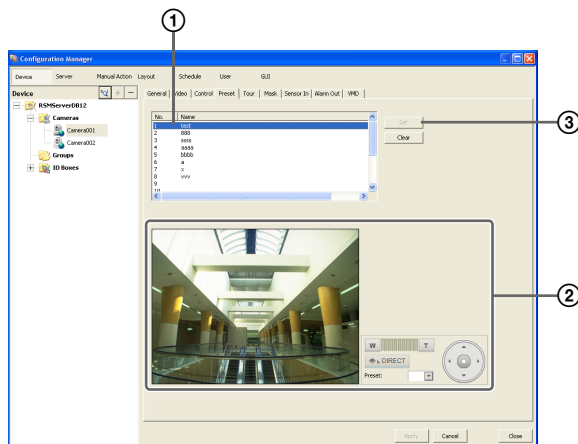 1
Configuration Manager
Device Server Manual Action Layout Schedule User GUI
Device
General Video Control Preset Tour Mask Sensor In Alarm Out VMD
RSMServerDB12
Cameras
Camera001
Camera002
Groups
IO Boxes
No. Name
1 test
2 888
3 ssss
4 aaaa
5 bbbb
6 a
7 x
8 vvv
9
10
Set
Clear
3
2
W T
DIRECT
Preset:
Apply Cancel Close